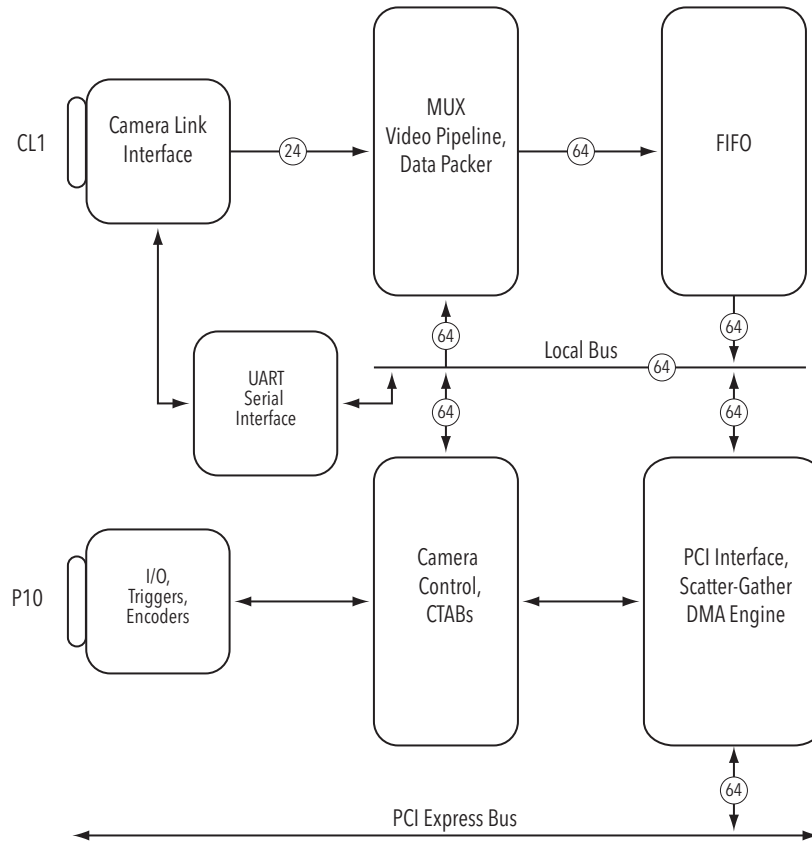 CL1
Camera Link
Interface
24
MUX
Video Pipeline,
Data Packer
64
FIFO
64
64
Local Bus
64
UART
Serial
Interface
64
64
P10
I/O,
Triggers,
Encoders
Camera
Control,
CTABs
PCI Interface,
Scatter-Gather
DMA Engine
64
PCI Express Bus